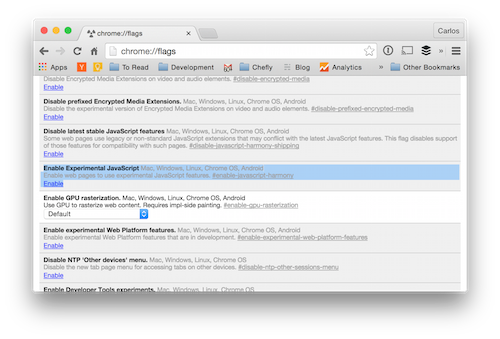 chrome://flags
Carlos
chrome://flags
Apps
To Read
Development
Chefly
Blog
Analytics
»
Other Bookmarks
Disable Encrypted Media Extensions on video and audio elements. #disable-encrypted-media
Enable
Disable prefixed Encrypted Media Extensions. Mac, Windows, Linux, Chrome OS, Android
Disable the experimental version of Encrypted Media Extensions on video and audio elements. #disable-prefixed-encrypted-media
Enable
Disable latest stable JavaScript features Mac, Windows, Linux, Chrome OS, Android
Some web pages use legacy or non-standard JavaScript extensions that may conflict with the latest JavaScript features. This flag disables support
of those features for compatibility with such pages. #disable-javascript-harmony-shipping
Enable
Enable Experimental JavaScript Mac, Windows, Linux, Chrome OS, Android
Enable web pages to use experimental JavaScript features. #enable-javascript-harmony
Enable
Enable GPU rasterization. Mac, Windows, Linux, Chrome OS, Android
Use GPU to rasterize web content. Requires impl-side painting. #enable-gpu-rasterization
Default
Enable experimental Web Platform features. Mac, Windows, Linux, Chrome OS, Android
Enable experimental Web Platform features that are in development. #enable-experimental-web-platform-features
Enable
Disable NTP 'Other devices' menu. Mac, Windows, Linux, Chrome OS
Disable the new tab page menu for accessing tabs on other devices. #disable-ntp-other-sessions-menu
Enable
Enable Developer Tools experiments. Mac, Windows, Linux, Chrome OS